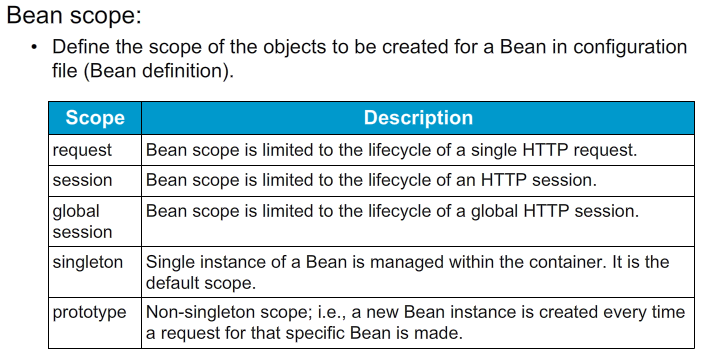 Bean scope:
• Define the scope of the objects to be created for a Bean in configuration
file (Bean definition).
Scope Description
request Bean scope is limited to the lifecycle of a single HTTP request.
session Bean scope is limited to the lifecycle of an HTTP session.
global Bean scope is limited to the lifecycle of a global HTTP session.
session
singleton Single instance of a Bean is managed within the container. It is the
default scope.
prototype Non-singleton scope; i.e., a new Bean instance is created every time
a request for that specific Bean is made.